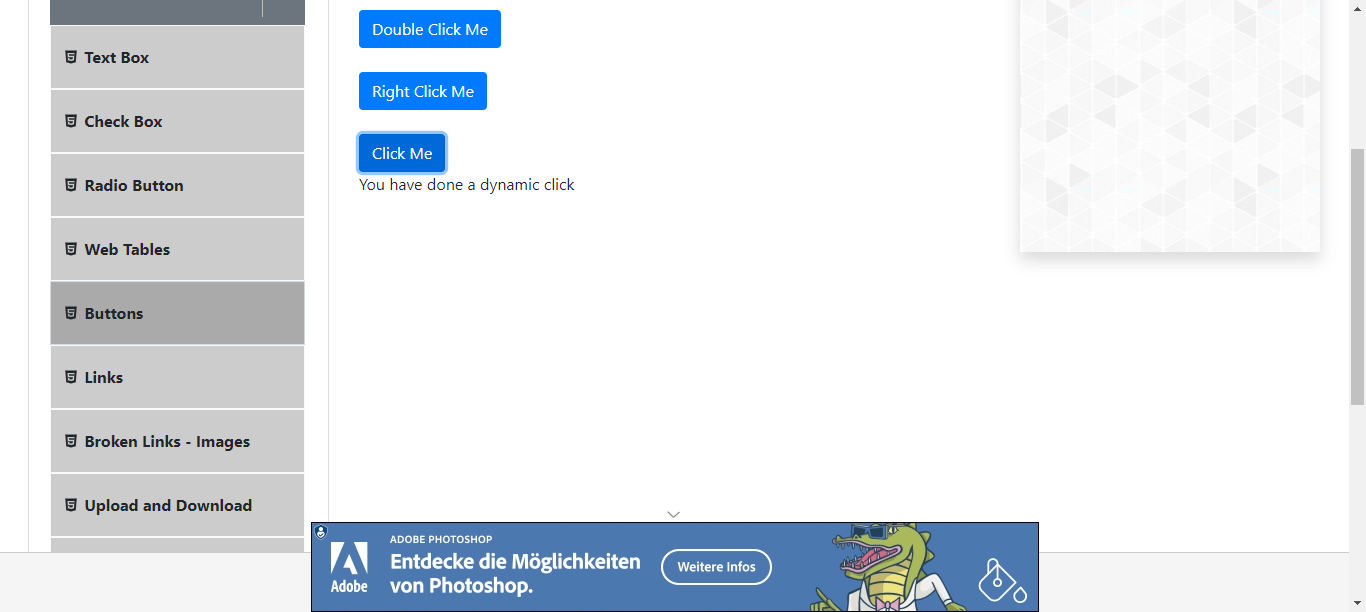 Text Box
Check Box
Radio Button
Web Tables
Buttons
Links
Broken Links - Images
Upload and Download
Double Click Me
Right Click Me
Click Me
You have done a dynamic click
Adobe
ADOBE PHOTOSHOP
Entdecke die Möglichkeiten
von Photoshop.
Weitere Infos